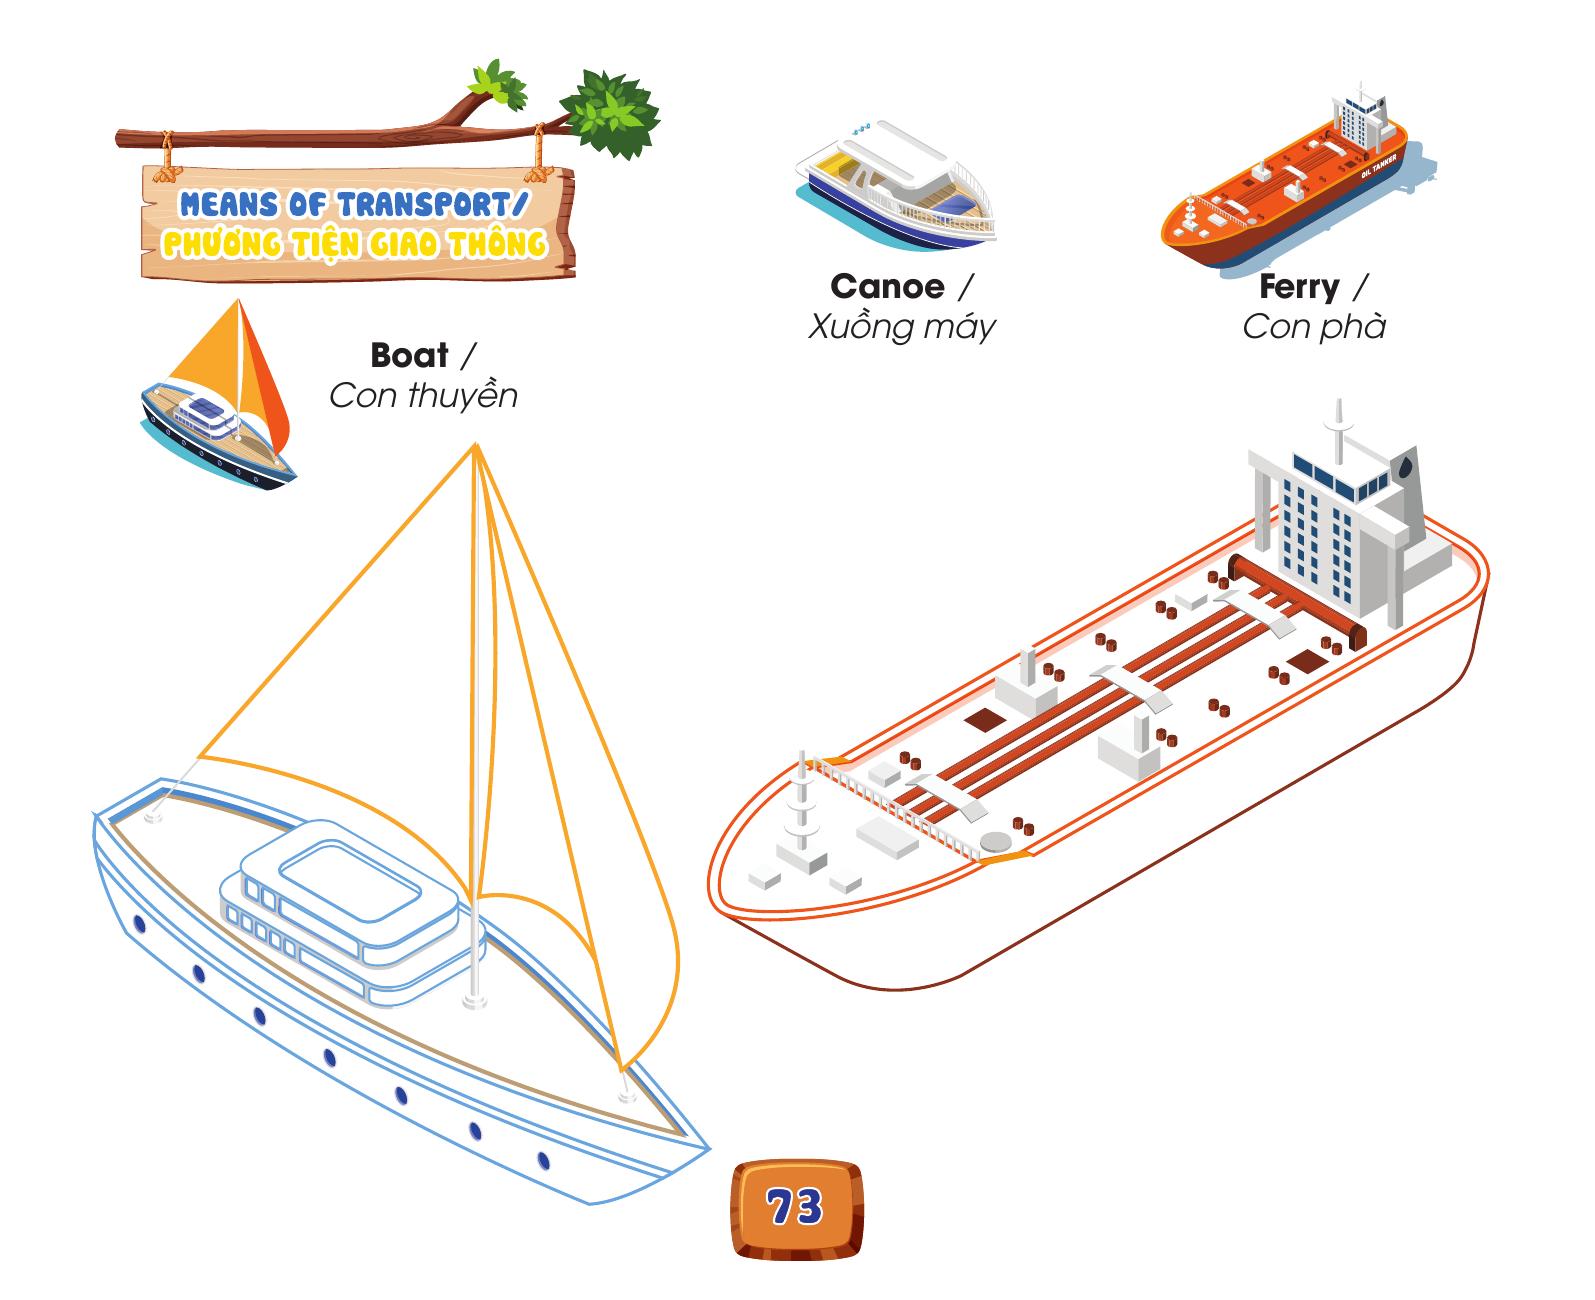 MEANS OF TRANSPORT/
PHƯƠNG TIỆN GIAO THÔNG
Boat /
Con thuyền
Canoe /
Xuồng máy
OIL TANKER
Ferry /
Con phà
73